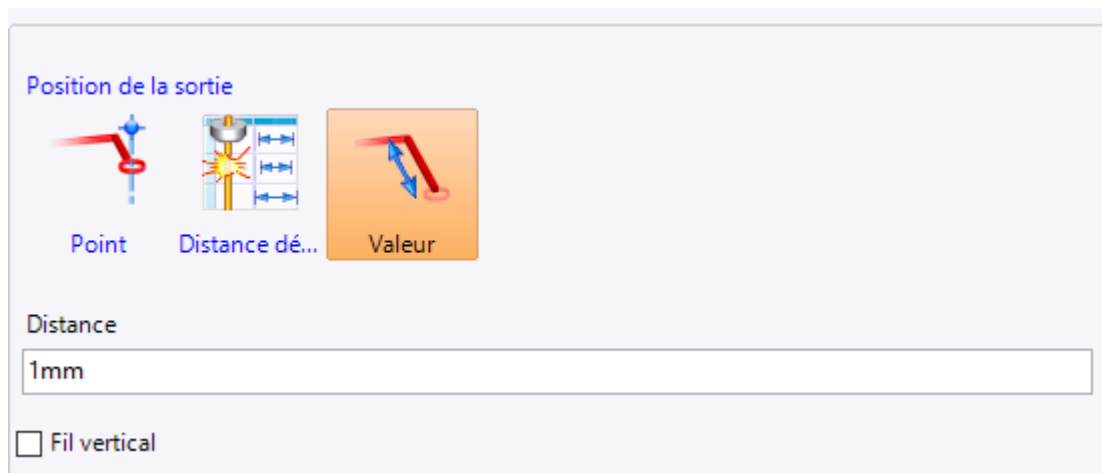 Position de la sortie
Point Distance dé... Valeur
Distance
1mm
Fil vertical